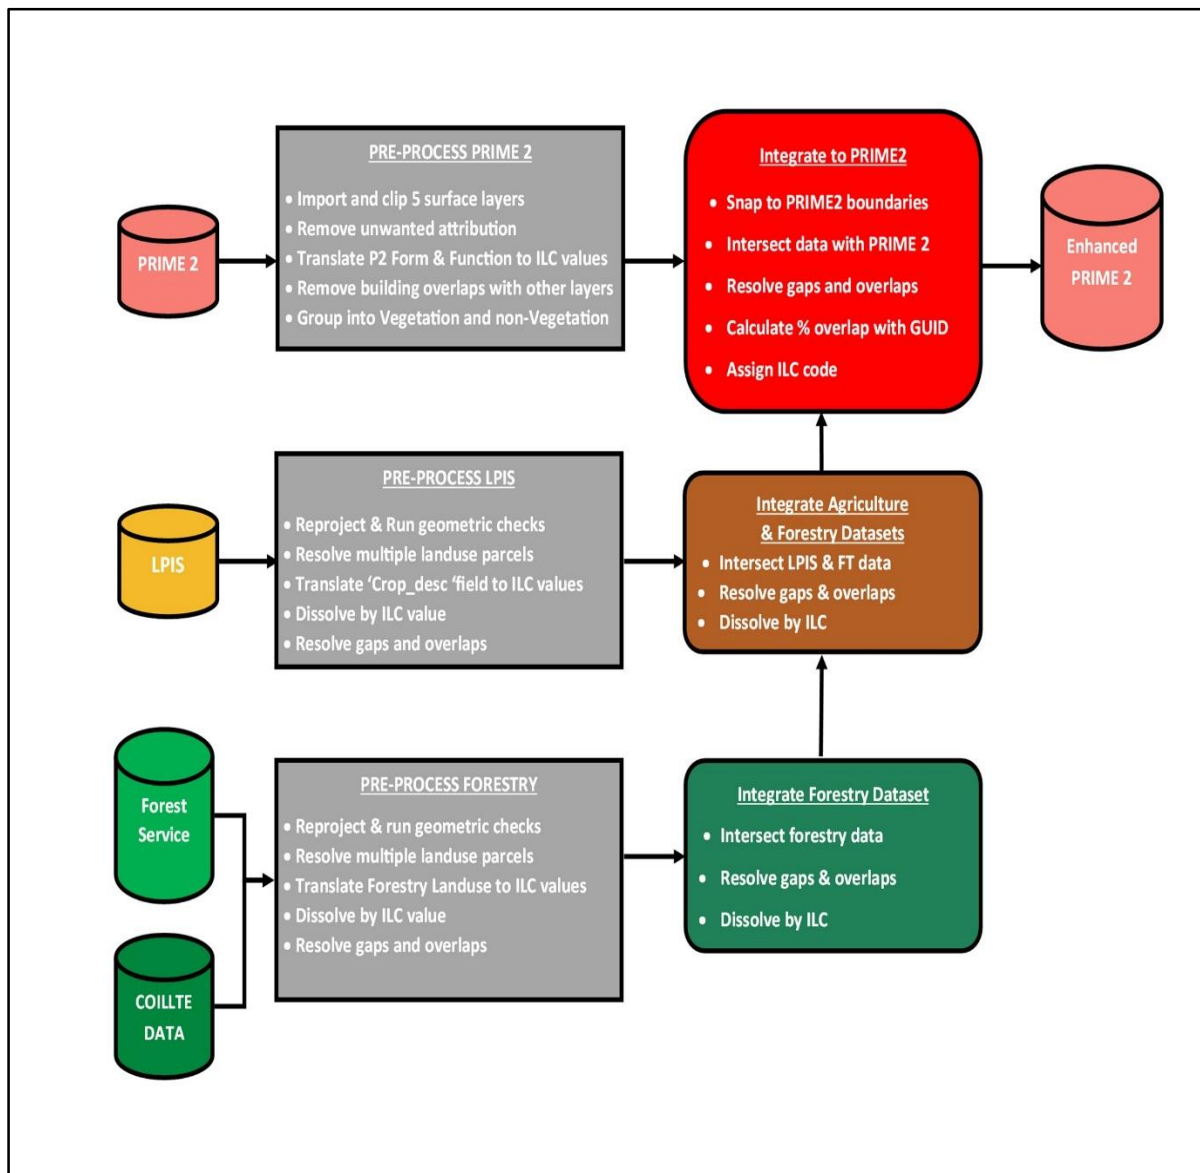 PRIME 2
PRE-PROCESS PRIME 2
• Import and clip 5 surface layers
• Remove unwanted attribution
• Translate P2 Form & Function to ILC values
• Remove building overlaps with other layers
• Group into Vegetation and non-Vegetation
Integrate to PRIME2
• Snap to PRIME2 boundaries
• Intersect data with PRIME 2
• Resolve gaps and overlaps
• Calculate % overlap with GUID
• Assign ILC code
Enhanced
PRIME 2
LPIS
PRE-PROCESS LPIS
• Reproject & Run geometric checks
• Resolve multiple landuse parcels
• Translate ‘Crop_desc ‘field to ILC values
• Dissolve by ILC value
• Resolve gaps and overlaps
Integrate Agriculture
& Forestry Datasets
• Intersect LPIS & FT data
• Resolve gaps & overlaps
• Dissolve by ILC
Forest
Service
COILLTE
DATA
PRE-PROCESS FORESTRY
• Reproject & run geometric checks
• Resolve multiple landuse parcels
• Translate Forestry Landuse to ILC values
• Dissolve by ILC value
• Resolve gaps and overlaps
Integrate Forestry Dataset
• Intersect forestry data
• Resolve gaps & overlaps
• Dissolve by ILC